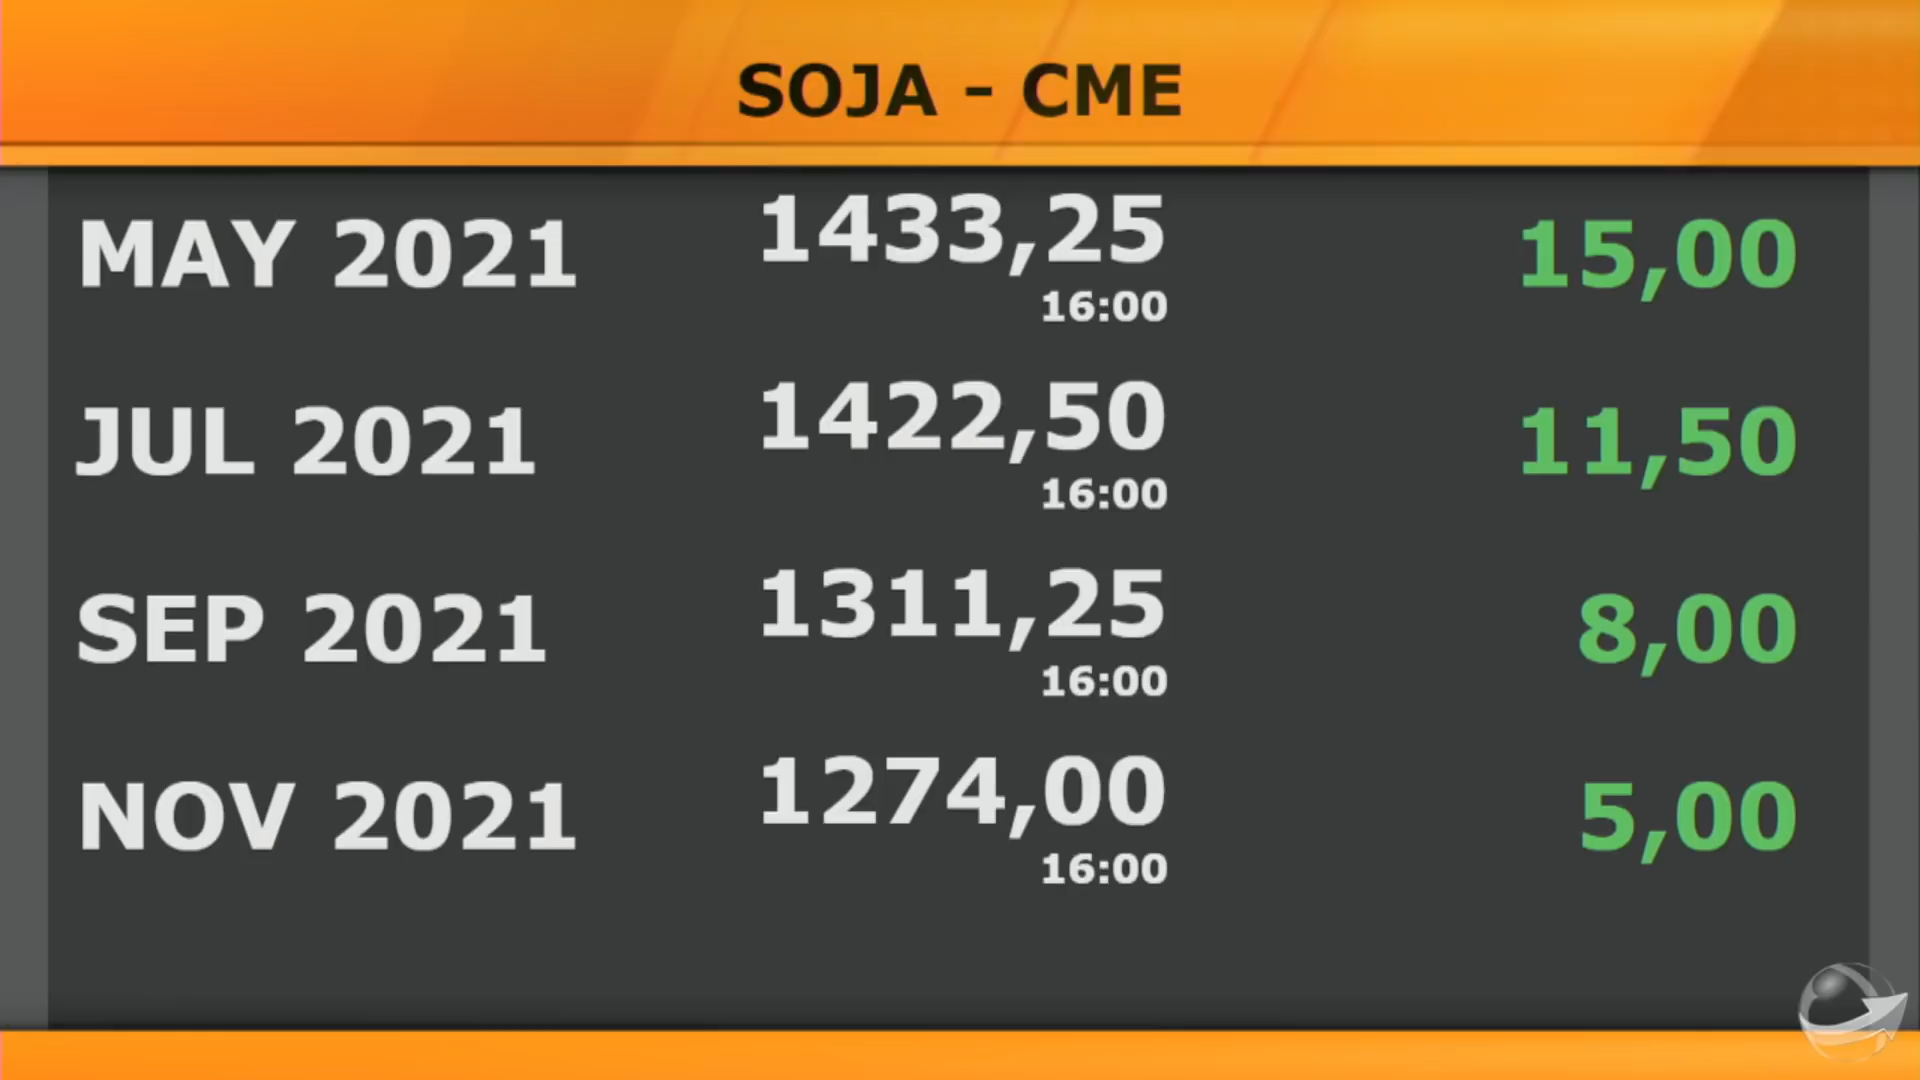 SOJA - CME
MAY 2021 1433,25 15,00
16:00
JUL 2021 1422,50 11,50
16:00
SEP 2021 1311,25 8,00
16:00
NOV 2021 1274,00 5,00
16:00